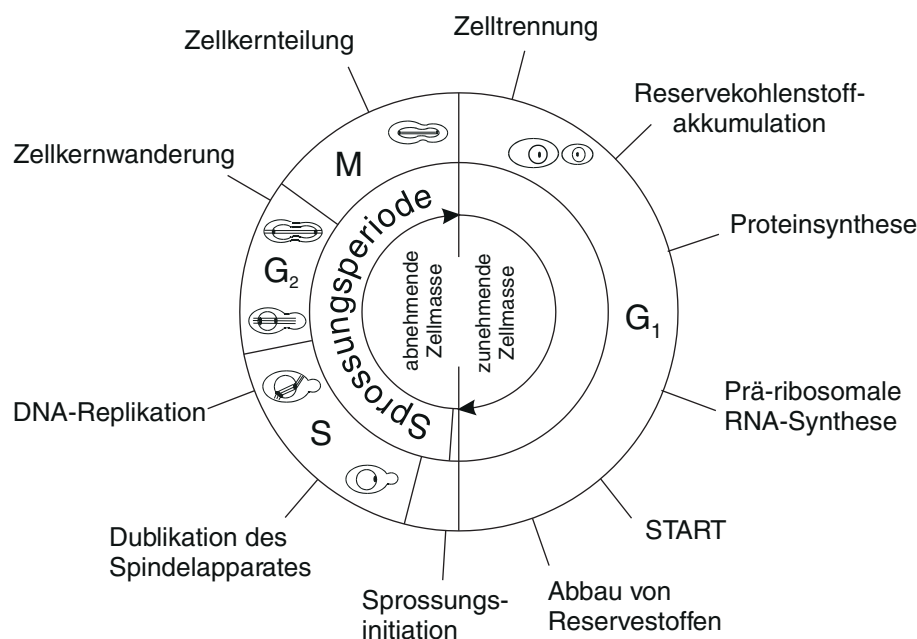 Zellkernteilung
Zelltrennung
Reservekohlenstoff-
akkumulation
Zellkernwanderung
Proteinsynthese
M
G₂
G₁
S
Sprossungsperiode
abnehmende
Zellmasse
zunehmende
Zellmasse
DNA-Replikation
Prä-ribosomale
RNA-Synthese
Dublikation des
Spindelapparates
START
Sprossungs-
initiation
Abbau von
Reservestoffen